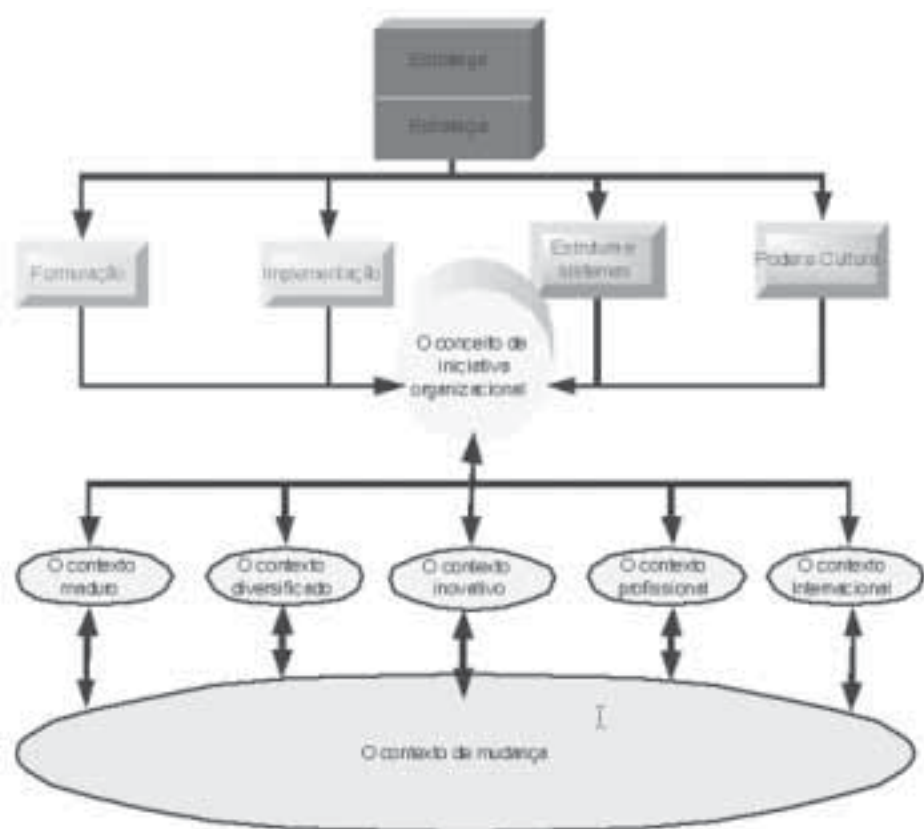 Formulação
Implementação
Estrutura e
sistemas
Poder e Cultura
O conceito de
iniciativa
organizacional
O contexto
maduro
O contexto
diversificado
O contexto
inovativo
O contexto
profissional
O contexto
Internacional
O contexto de mudança